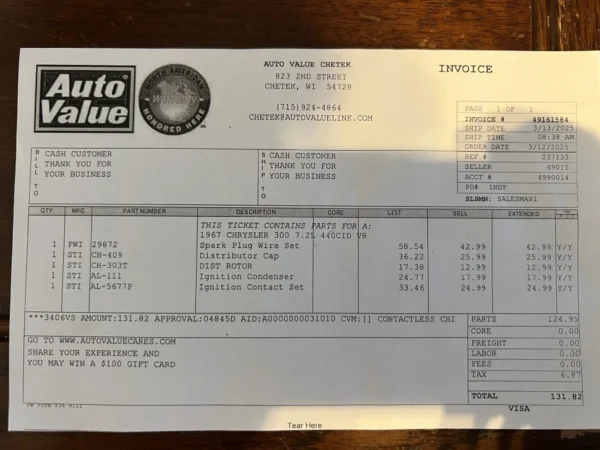 Auto
Value
NORTH AMERICAN
Warranty
HONORED HERE
AUTO VALUE CHETEK
823 2ND STREET
CHETEK, WI 54728
(715)924-4864
CHETEK@AUTOVALUELINK.COM
INVOICE
PAGE 1 OF 1
INVOICE # 49161584
SHIP DATE 3/13/2025
SHIP TIME 08:38 AM
ORDER DATE 3/12/2025
REF # 237133
SELLER 49015
ACCT # 4990014
PO# INDY
SLSMN: SALESMAN1
BILL TO
CASH CUSTOMER
THANK YOU FOR
YOUR BUSINESS
SHIP TO
CASH CUSTOMER
THANK YOU FOR
YOUR BUSINESS
QTY MFG PART NUMBER DESCRIPTION CORE LIST SELL EXTENDED
THIS TICKET CONTAINS PARTS FOR A:
1967 CHRYSLER 300 7.2L 440CID V8
1 PWI 29872 Spark Plug Wire Set 58.54 42.99 42.99 Y/Y
1 STI CH-409 Distributor Cap 36.22 25.99 25.99 Y/Y
1 STI CH-303T DIST ROTOR 17.38 12.99 12.99 Y/Y
1 STI AL-111 Ignition Condenser 24.77 17.99 17.99 Y/Y
1 STI AL-5677P Ignition Contact Set 33.46 24.99 24.99 Y/Y
***3406VS AMOUNT:131.82 APPROVAL:04845D AID:A0000000031010 CVM:[] CONTACTLESS CHI
GO TO WWW.AUTOVALUECARES.COM
SHARE YOUR EXPERIENCE AND
YOU MAY WIN A $100 GIFT CARD
PARTS 124.95
CORE 0.00
FREIGHT 0.00
LABOR 0.00
FEES 0.00
TAX 6.87
TOTAL 131.82
VISA
Tear Here